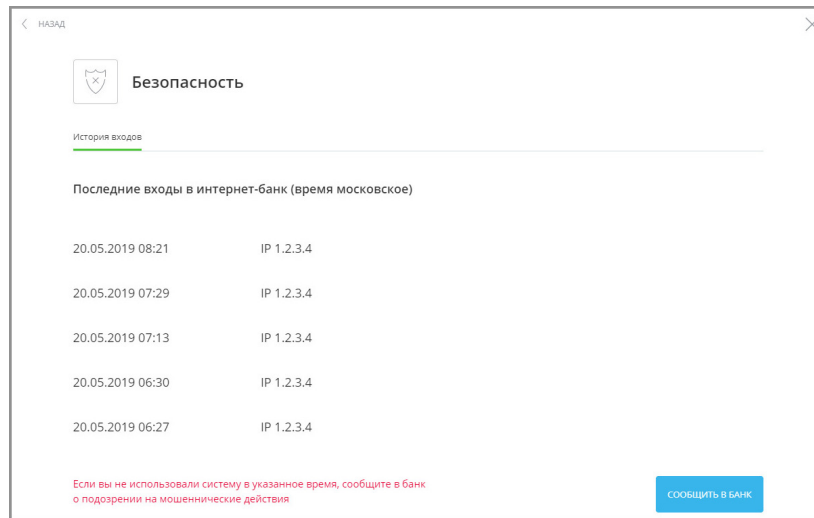 НАЗАД
Безопасность
История входов
Последние входы в интернет-банк (время московское)
20.05.2019 08:21 IP 1.2.3.4
20.05.2019 07:29 IP 1.2.3.4
20.05.2019 07:13 IP 1.2.3.4
20.05.2019 06:30 IP 1.2.3.4
20.05.2019 06:27 IP 1.2.3.4
Если вы не использовали систему в указанное время, сообщите в банк
о подозрении на мошеннические действия
СООБЩИТЬ В БАНК